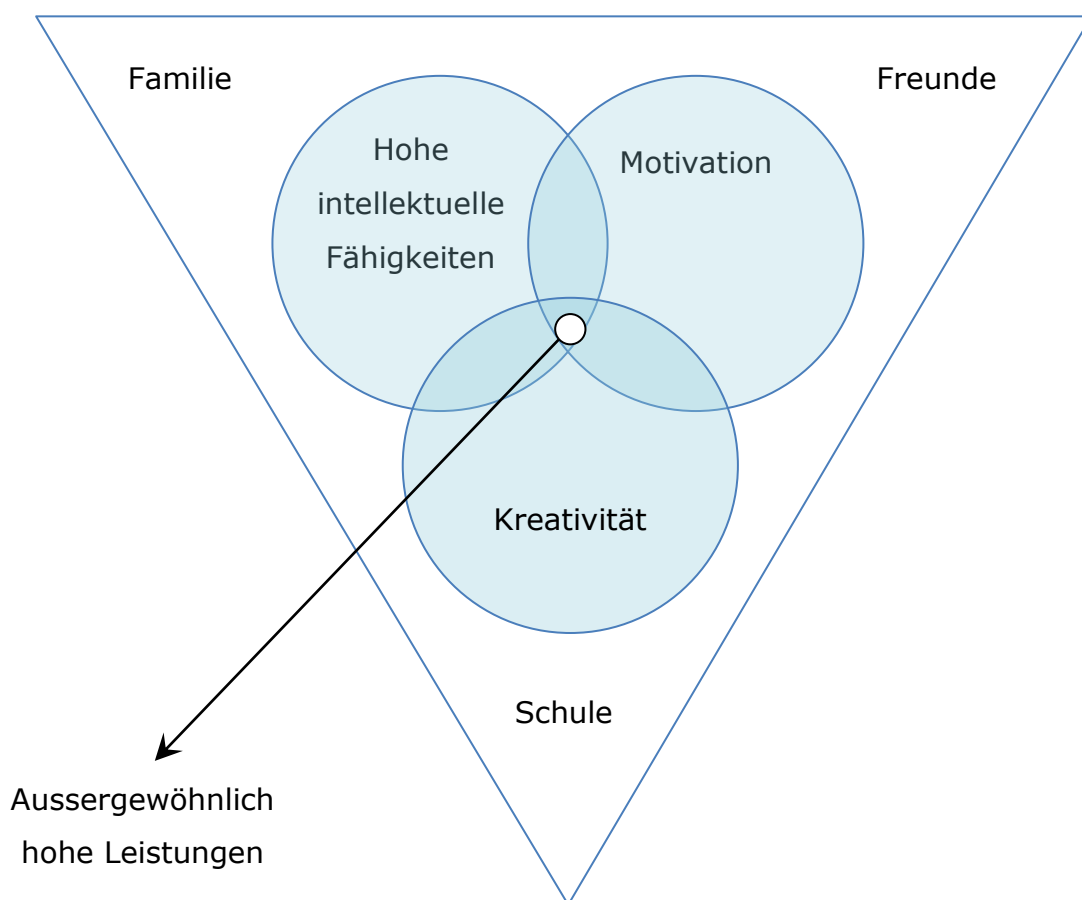 Familie
Freunde
Hohe
intellektuelle
Fähigkeiten
Motivation
Kreativität
Schule
Aussergewöhnlich
hohe Leistungen